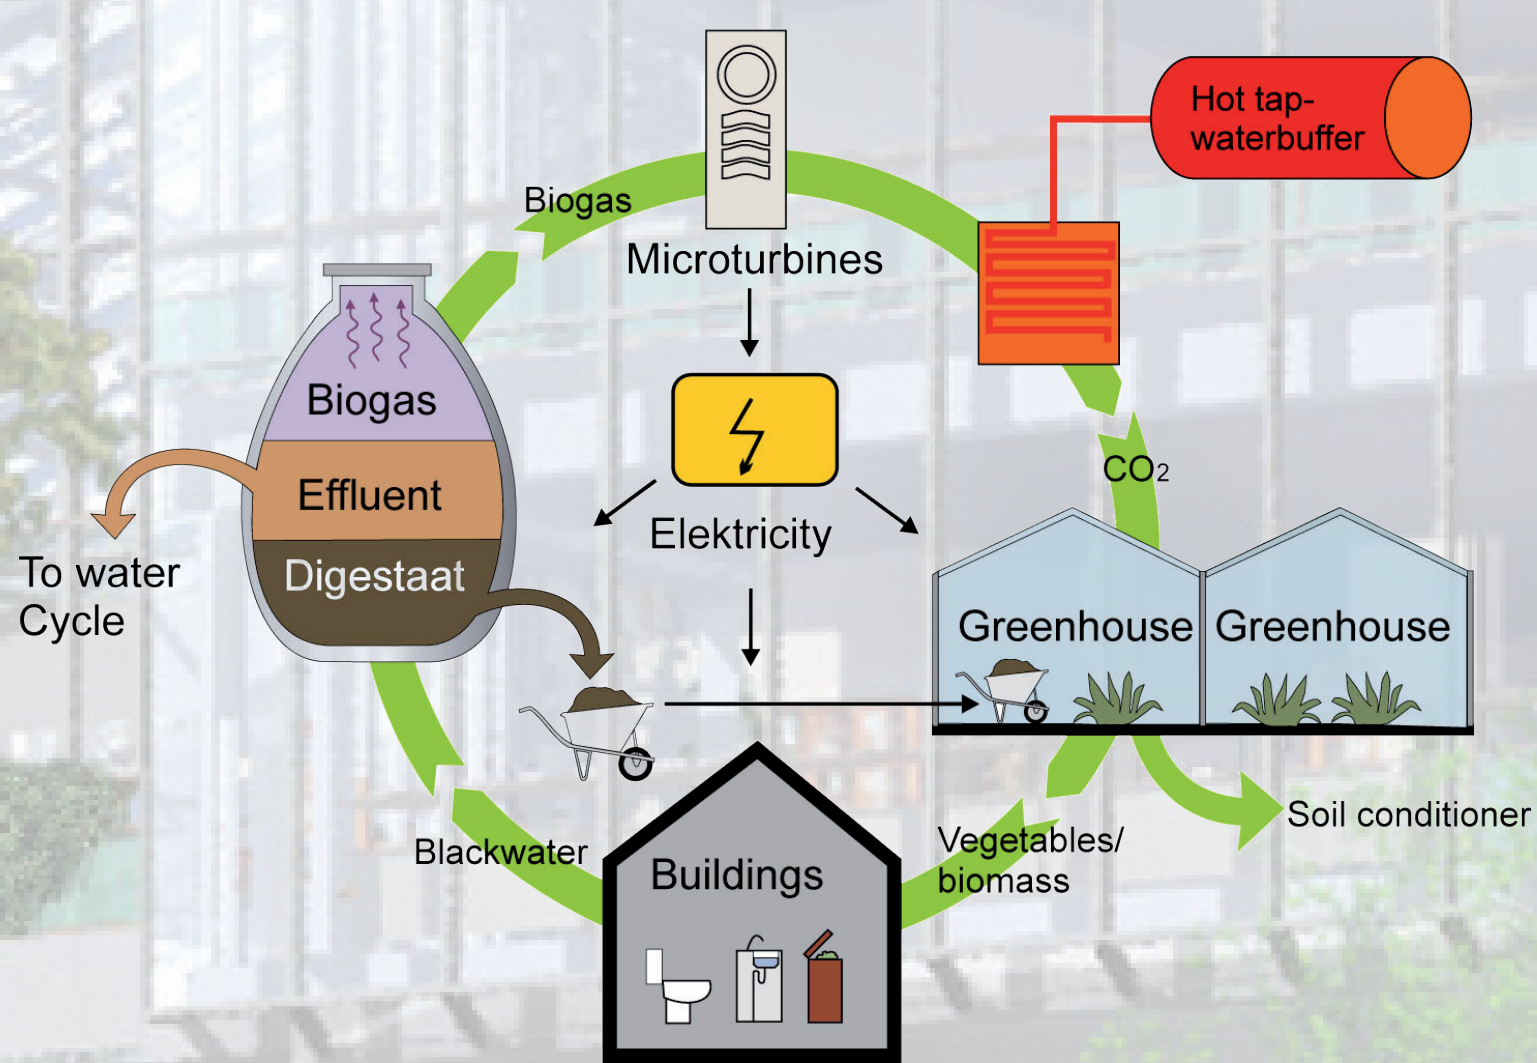 Hot tap-
waterbuffer
Biogas
Microturbines
Biogas
CO2
Effluent
Elektricity
To water
Cycle
Digestaat
Greenhouse
Greenhouse
Soil conditioner
Vegetables/
biomass
Blackwater
Buildings